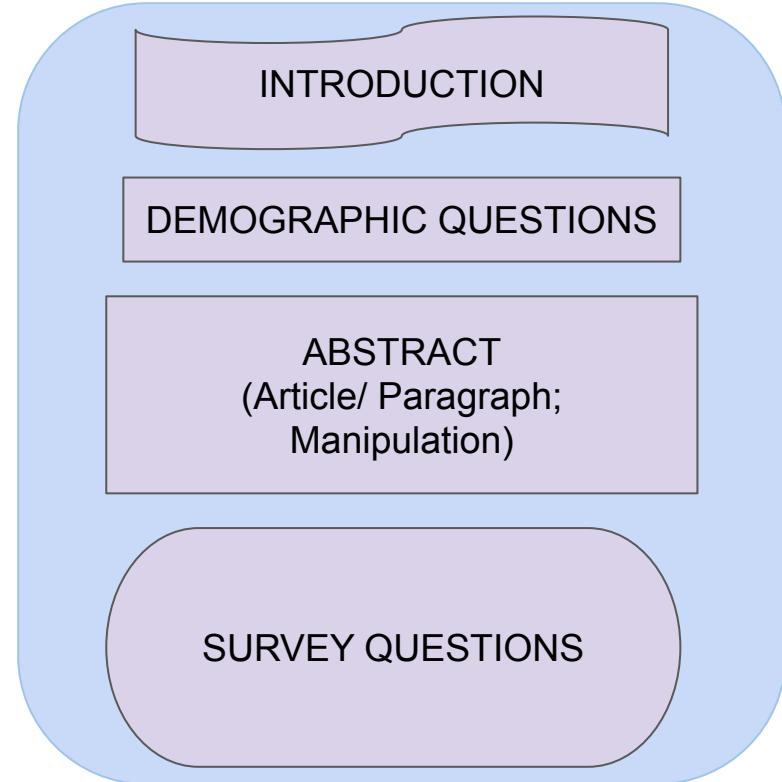 INTRODUCTION
DEMOGRAPHIC QUESTIONS
ABSTRACT
(Article/ Paragraph;
Manipulation)
SURVEY QUESTIONS